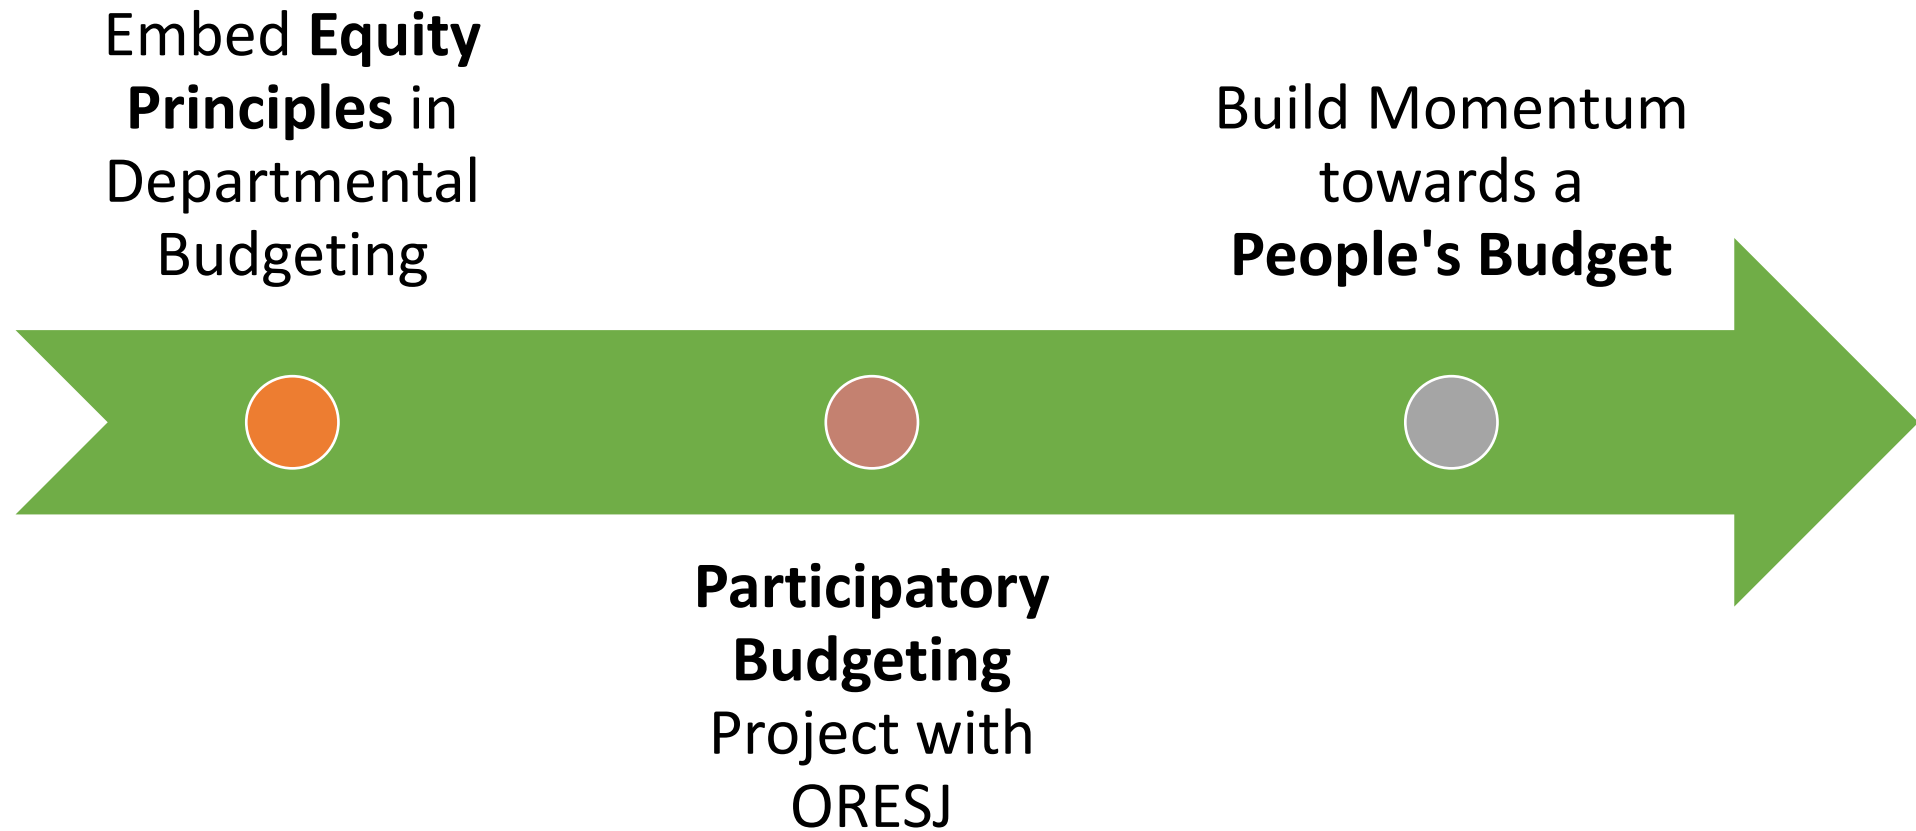 Embed Equity
Principles in
Departmental
Budgeting
Participatory
Budgeting
Project with
ORESJ
Build Momentum
towards a
People's Budget